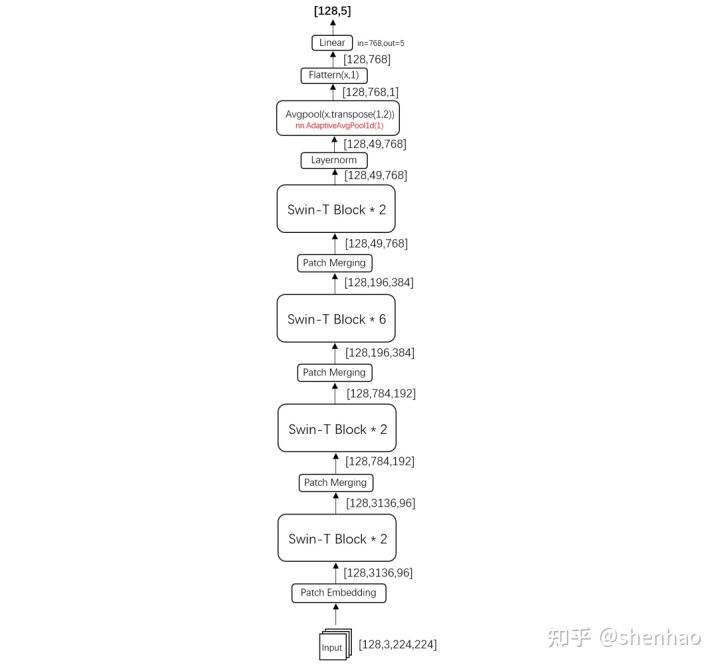 [128,5]
Linear in=768,out=5
[128,768]
Flattern(x,1)
[128,768,1]
Avgpool(x.transpose(1,2))
nn.AdaptiveAvgPool1d(1)
[128,49,768]
Layernorm
[128,49,768]
Swin-T Block * 2
[128,49,768]
Patch Merging
[128,196,384]
Swin-T Block * 6
[128,196,384]
Patch Merging
[128,784,192]
Swin-T Block * 2
[128,784,192]
Patch Merging
[128,3136,96]
Swin-T Block * 2
[128,3136,96]
Patch Embedding
Input [128,3,224,224]
知乎 @shenhao